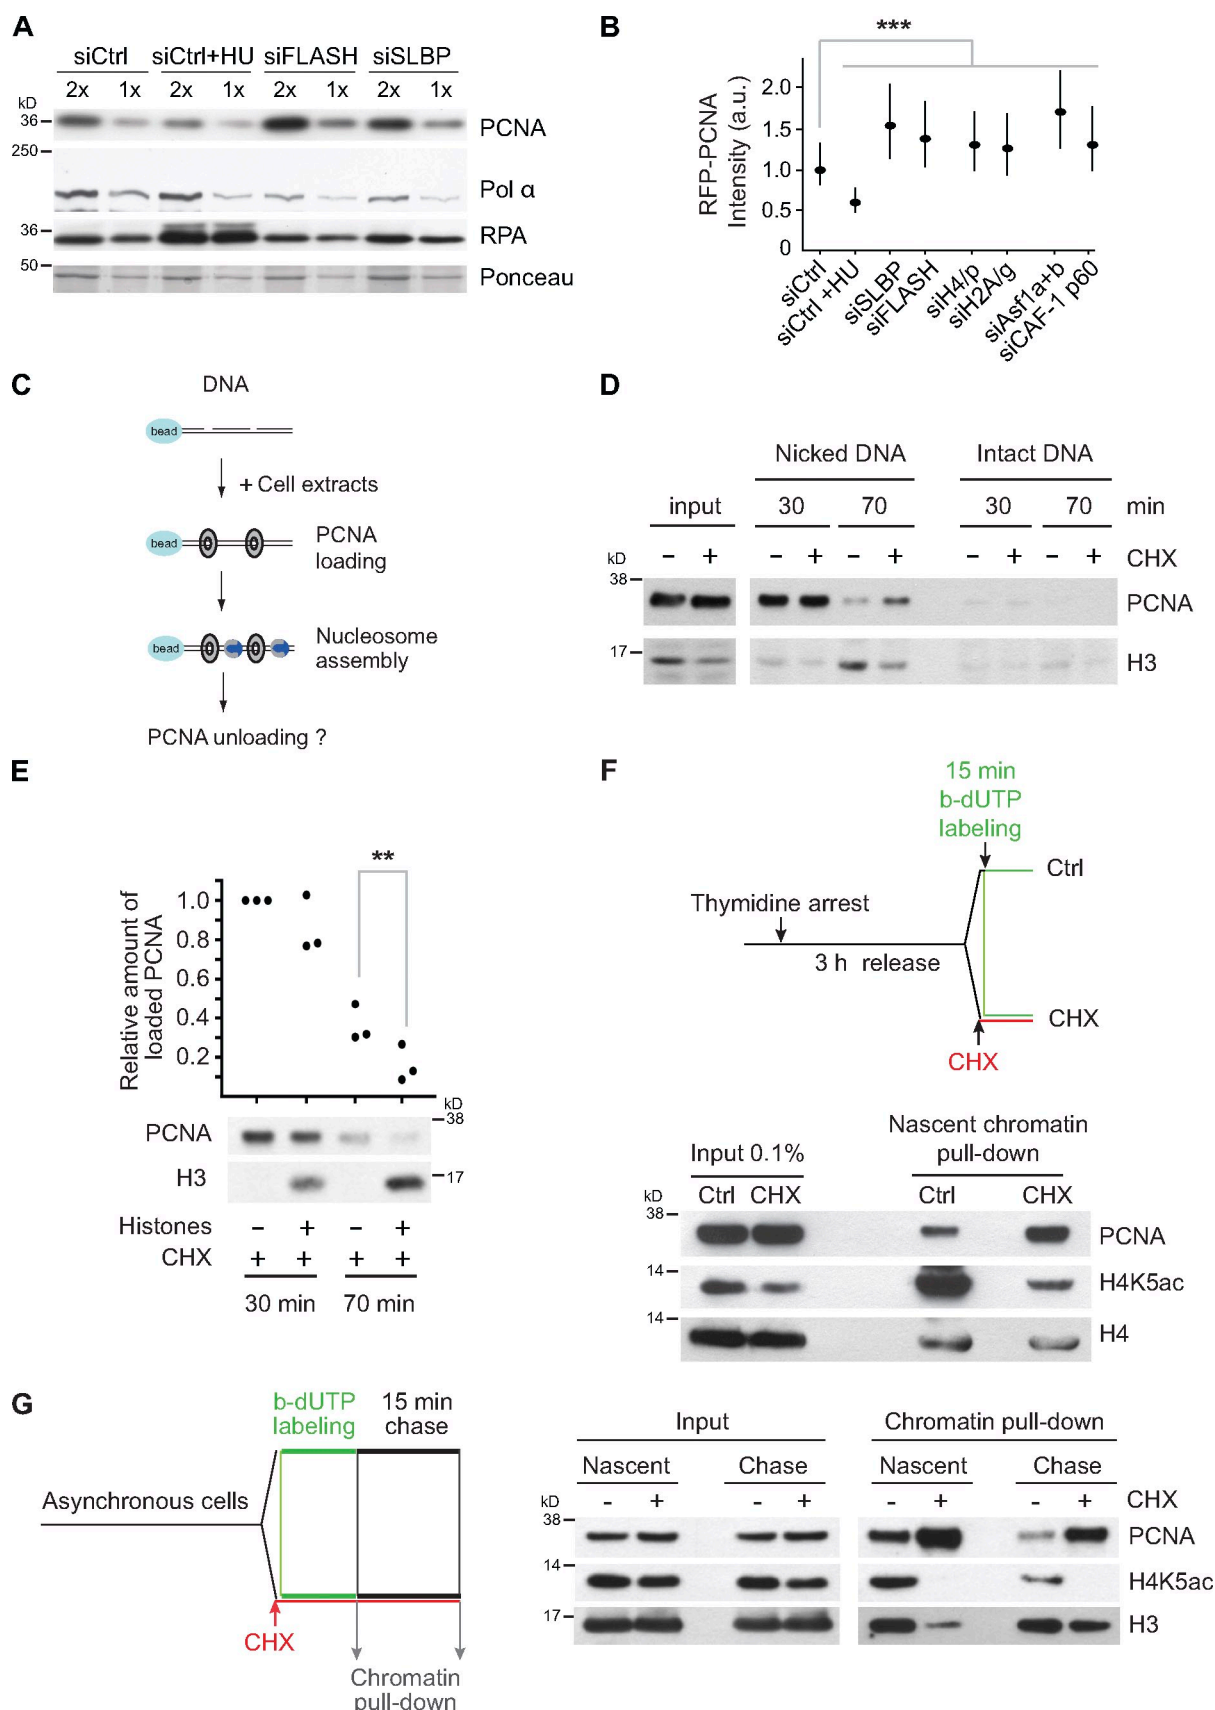 A
siCtrl siCtrl+HU siFLASH siSLBP
2x 1x 2x 1x 2x 1x 2x 1x
kD
36
PCNA
250
Pol α
36
RPA
50
Ponceau
B
***
RFP-PCNA
Intensity (a.u.)
2.0
1.5
1.0
0.5
0
siCtrl
siCtrl +HU
siSLBP
siFLASH
siH4/p
siH2A/g
siAsf1a+b
siCAF-1 p60
C
DNA
bead
+ Cell extracts
bead
PCNA
loading
bead
Nucleosome
assembly
PCNA unloading ?
D
Nicked DNA Intact DNA
input 30 70 30 70 min
kD
- + - + - + - + - + CHX
38
PCNA
17
H3
E
**
Relative amount of
loaded PCNA
1.0
0.8
0.6
0.4
0.2
kD
PCNA
38
H3
17
Histones - + - +
CHX + + + +
30 min 70 min
F
15 min
b-dUTP
labeling
Ctrl
Thymidine arrest
3 h release
CHX
CHX
Nascent chromatin
pull-down
Input 0.1%
kD
Ctrl CHX Ctrl CHX
38
PCNA
14
H4K5ac
14
H4
G
b-dUTP
labeling
15 min
chase
Asynchronous cells
CHX
Chromatin
pull-down
Input Chromatin pull-down
Nascent Chase Nascent Chase
kD
- + - + - + - + CHX
38
PCNA
14
H4K5ac
17
H3